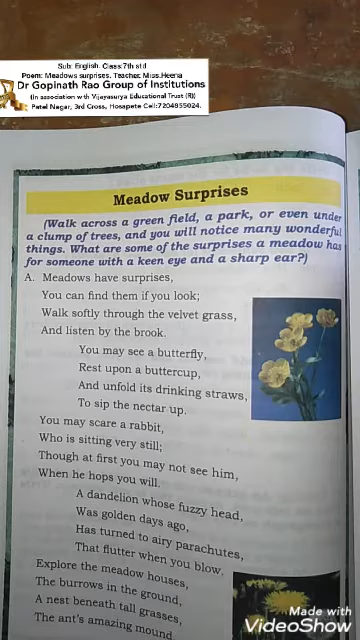 Sub: English. Class:7th std
Poem: Meadows surprises. Teacher. Miss.Heena
Dr Gopinath Rao Group of Institutions
(In association with Vijayasurya Educational Trust (R))
Patel Nagar, 3rd Cross, Hosapete Cell:7204855024.
Meadow Surprises
(Walk across a green field, a park, or even under
a clump of trees, and you will notice many wonderful
things. What are some of the surprises a meadow has
for someone with a keen eye and a sharp ear?)
A. Meadows have surprises,
You can find them if you look;
Walk softly through the velvet grass,
And listen by the brook.
You may see a butterfly,
Rest upon a buttercup,
And unfold its drinking straws,
To sip the nectar up.
You may scare a rabbit,
Who is sitting very still;
Though at first you may not see him,
When he hopes you will.
A dandelion whose fuzzy head,
Was golden days ago,
Has turned to airy parachutes,
That flutter when you blow.
Explore the meadow houses,
The burrows in the ground,
A nest beneath tall grasses,
The ant's amazing mound
Made with
VideoShow